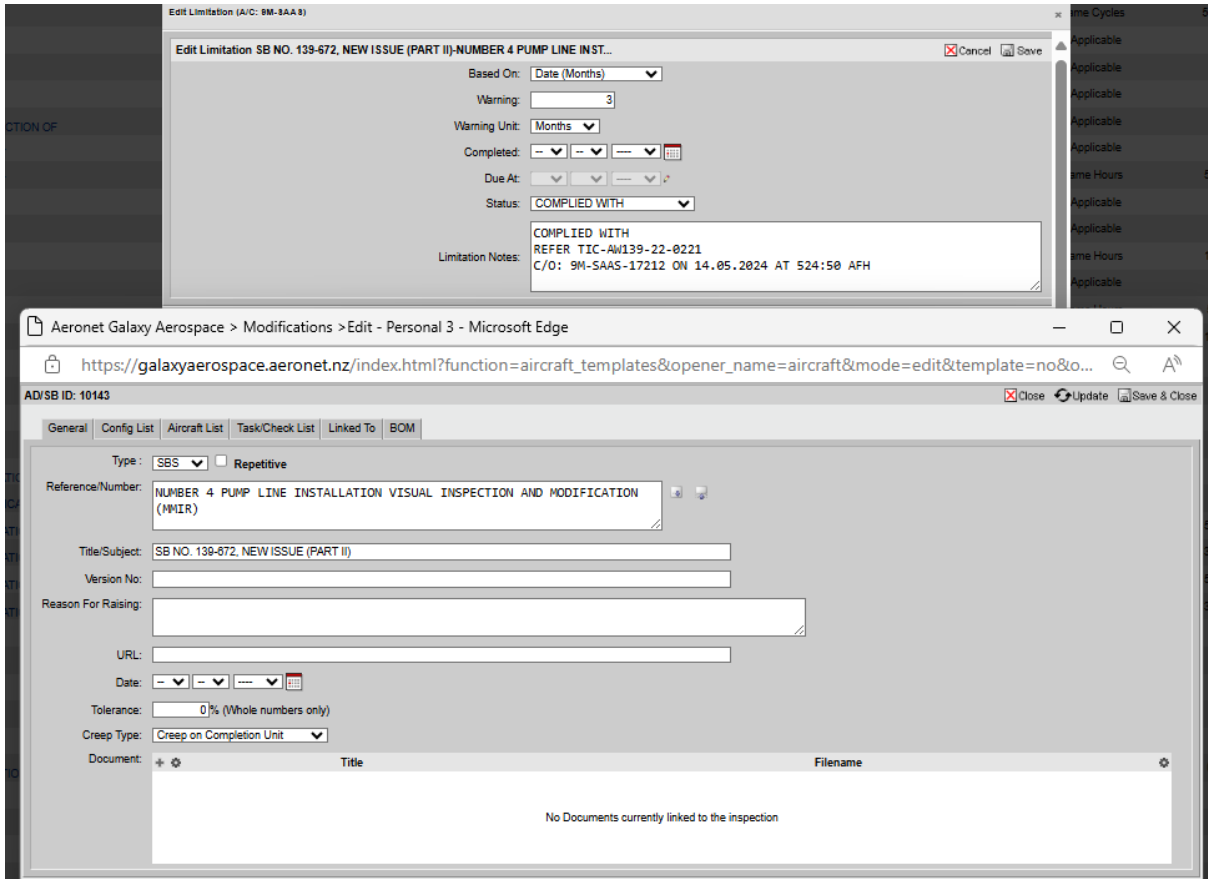 Edit Limitation (A/C: 9M-SAAS)
ime Cycles
Edit Limitation SB NO. 139-672, NEW ISSUE (PART II)-NUMBER 4 PUMP LINE INST...
Cancel Save
Applicable
Based On: Date (Months)
Applicable
Warning: 3
Applicable
Warning Unit: Months
Applicable
CTION OF
Completed: -- -- ----
Applicable
Due At: ----
ame Hours
Status: COMPLIED WITH
Applicable
COMPLIED WITH
Applicable
REFER TIC-AW139-22-0221
Limitation Notes:
C/O: 9M-SAAS-17212 ON 14.05.2024 AT 524:50 AFH
ame Hours
Applicable
Aeronet Galaxy Aerospace > Modifications >Edit - Personal 3 - Microsoft Edge
https://galaxyaerospace.aeronet.nz/index.html?function=aircraft_templates&opener_name=aircraft&mode=edit&template=no&o...
AD/SB ID: 10143
Close Update Save & Close
General Config List Aircraft List Task/Check List Linked To BOM
Type : SBS Repetitive
Reference/Number: NUMBER 4 PUMP LINE INSTALLATION VISUAL INSPECTION AND MODIFICATION
(MMIR)
Title/Subject: SB NO. 139-672, NEW ISSUE (PART II)
Version No:
Reason For Raising:
URL:
Date: -- -- ----
Tolerance: 0 % (Whole numbers only)
Creep Type: Creep on Completion Unit
Document: + Title Filename
No Documents currently linked to the inspection